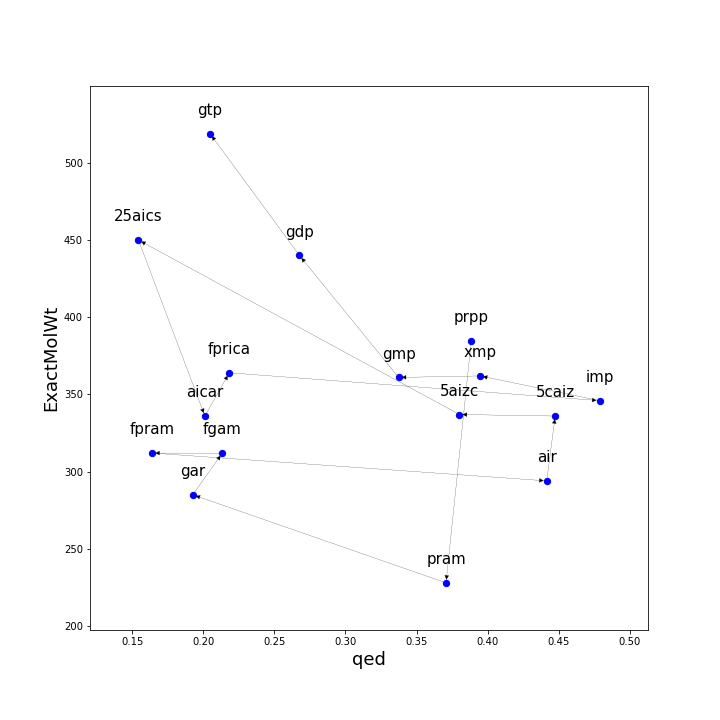 gtp
25aics
gdp
prpp
fprica
gmp
xmp
imp
aicar
5aizc
5caiz
fpram
fgam
gar
air
pram
500
450
400
350
300
250
200
0.15
0.20
0.25
0.30
0.35
0.40
0.45
0.50
ExactMolWt
qed